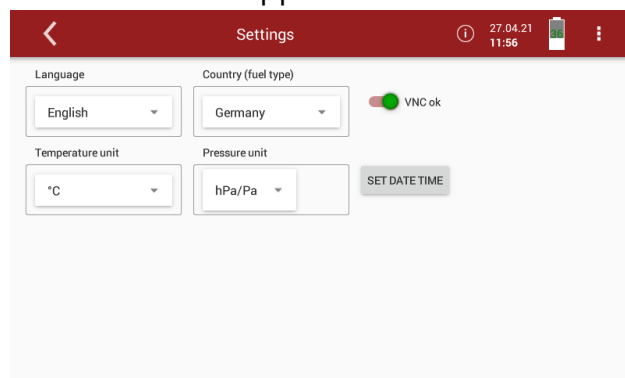 Settings
27.04.21
11:56
36
Language
Country (fuel type)
English
Germany
VNC ok
Temperature unit
Pressure unit
°C
hPa/Pa
SET DATE TIME